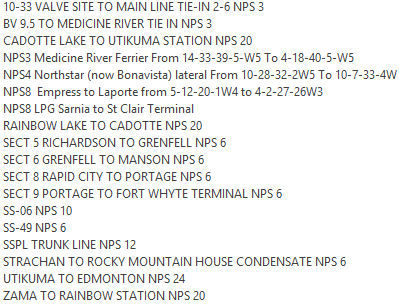 10-33 VALVE SITE TO MAIN LINE TIE-IN 2-6 NPS 3
BV 9.5 TO MEDICINE RIVER TIE IN NPS 3
CADOTTE LAKE TO UTIKUMA STATION NPS 20
NPS3 Medicine River Ferrier From 14-33-39-5-W5 To 4-18-40-5-W5
NPS4 Northstar (now Bonavista) lateral From 10-28-32-2W5 To 10-7-33-4W
NPS8  Empress to Laporte from 5-12-20-1W4 to 4-2-27-26W3
NPS8 LPG Sarnia to St Clair Terminal
RAINBOW LAKE TO CADOTTE NPS 20
SECT 5 RICHARDSON TO GRENFELL NPS 6
SECT 6 GRENFELL TO MANSON NPS 6
SECT 8 RAPID CITY TO PORTAGE NPS 6
SECT 9 PORTAGE TO FORT WHYTE TERMINAL NPS 6
SS-06 NPS 10
SS-49 NPS 6
SSPL TRUNK LINE NPS 12
STRACHAN TO ROCKY MOUNTAIN HOUSE CONDENSATE NPS 6
UTIKUMA TO EDMONTON NPS 24
ZAMA TO RAINBOW STATION NPS 20